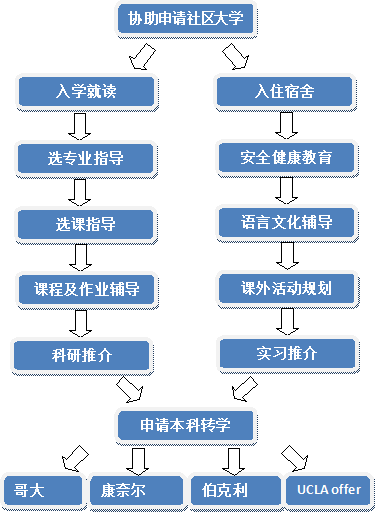 协助申请社区大学
入学就读
入住宿舍
选专业指导
安全健康教育
选课指导
语言文化辅导
课程及作业辅导
课外活动规划
科研推介
实习推介
申请本科转学
哥大
康奈尔
伯克利
UCLA offer